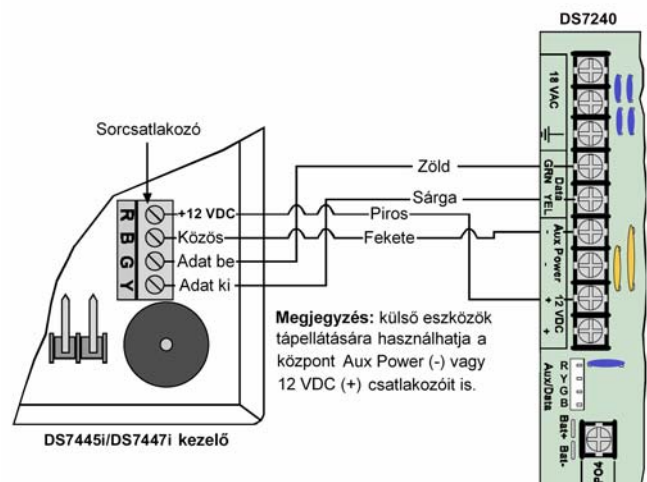 DS7240
18 VAC
Sorcsatlakozó
Zöld
GRN
Data
Sárga
YEL
R
+12 VDC
Piros
B
Közös
Fekete
-
Aux Power
G
Adat be
-
Y
Adat ki
+
12 VDC
+
Megjegyzés: külső eszközök
tápellátására használhatja a
központ Aux Power (-) vagy
12 VDC (+) csatlakozóit is.
R
Y
G
B
Aux/Data
Bat+
Bat-
PO4
DS7445i/DS7447i kezelő